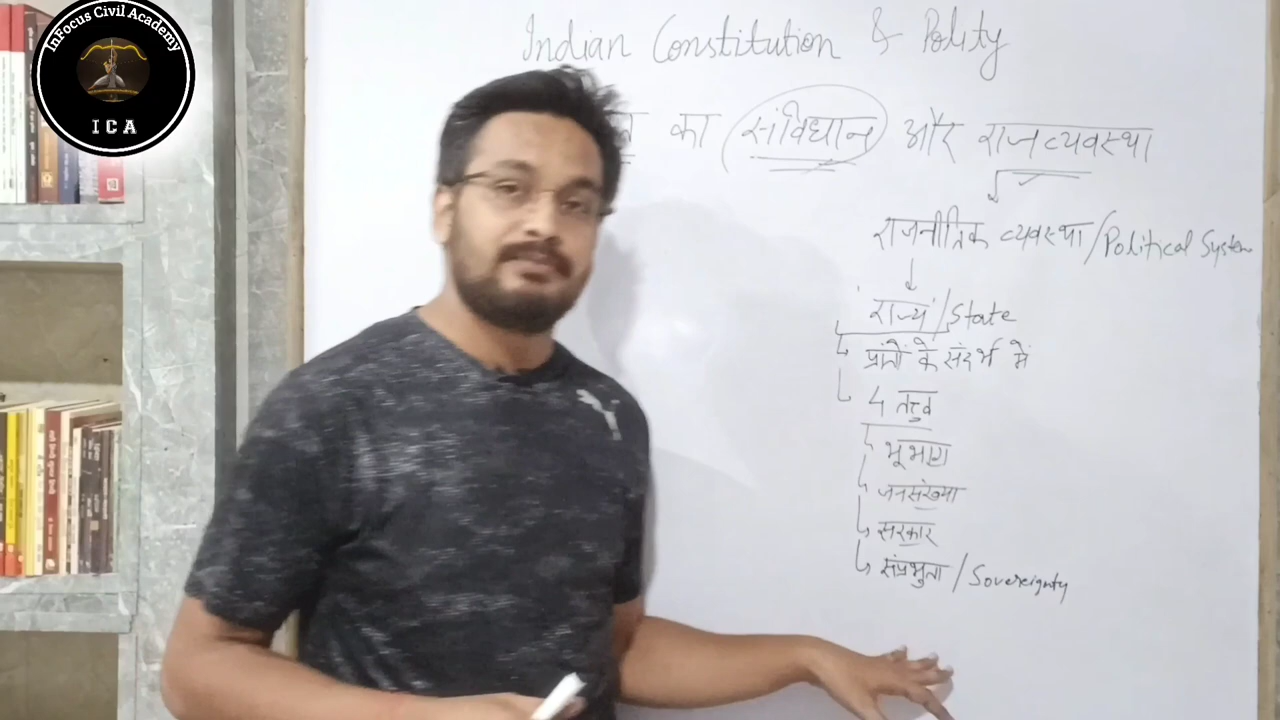 InFocus Civil Academy
ICA
Indian Constitution & Polity
का संविधान और राजव्यवस्था
राजनीतिक व्यवस्था/Political System
राज्य/State
प्रांतों के संदर्भ में
4 तत्त्व
भूभाग
जनसंख्या
सरकार
संप्रभुता/Sovereignty